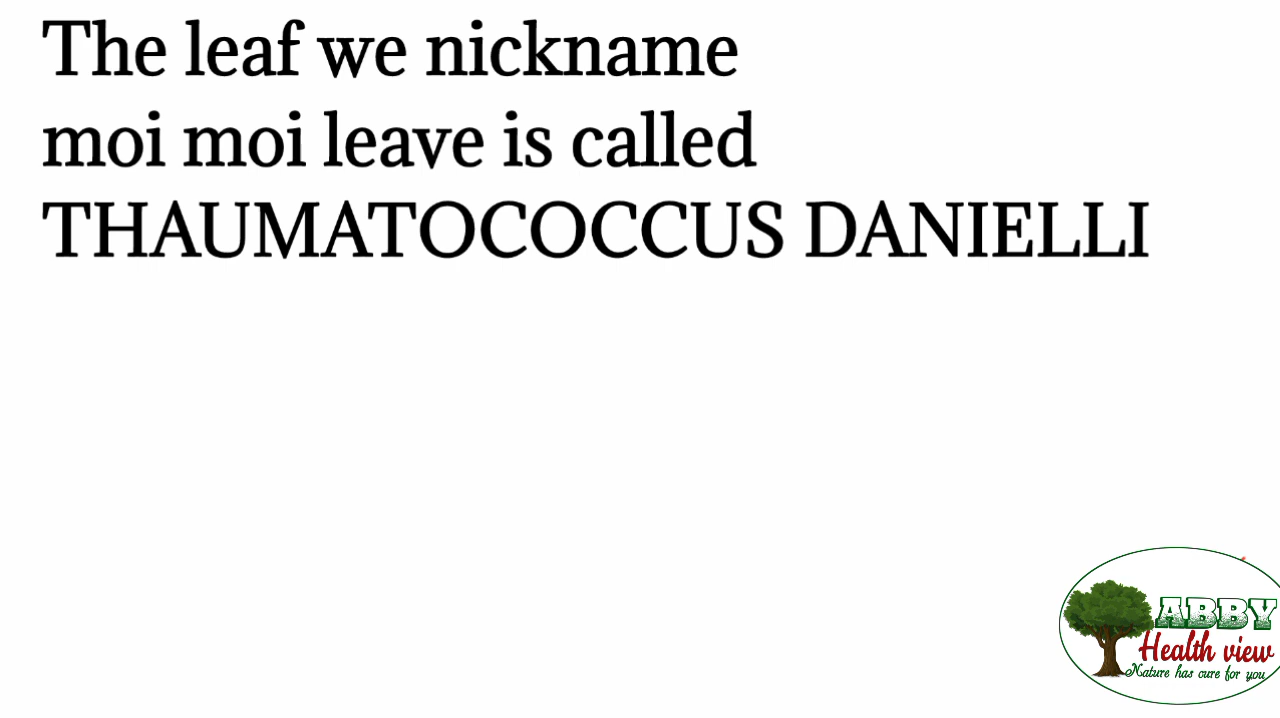 The leaf we nickname
moi moi leave is called
THAUMATOCOCCUS DANIELLI
ABBY
Health view
Nature has cure for you